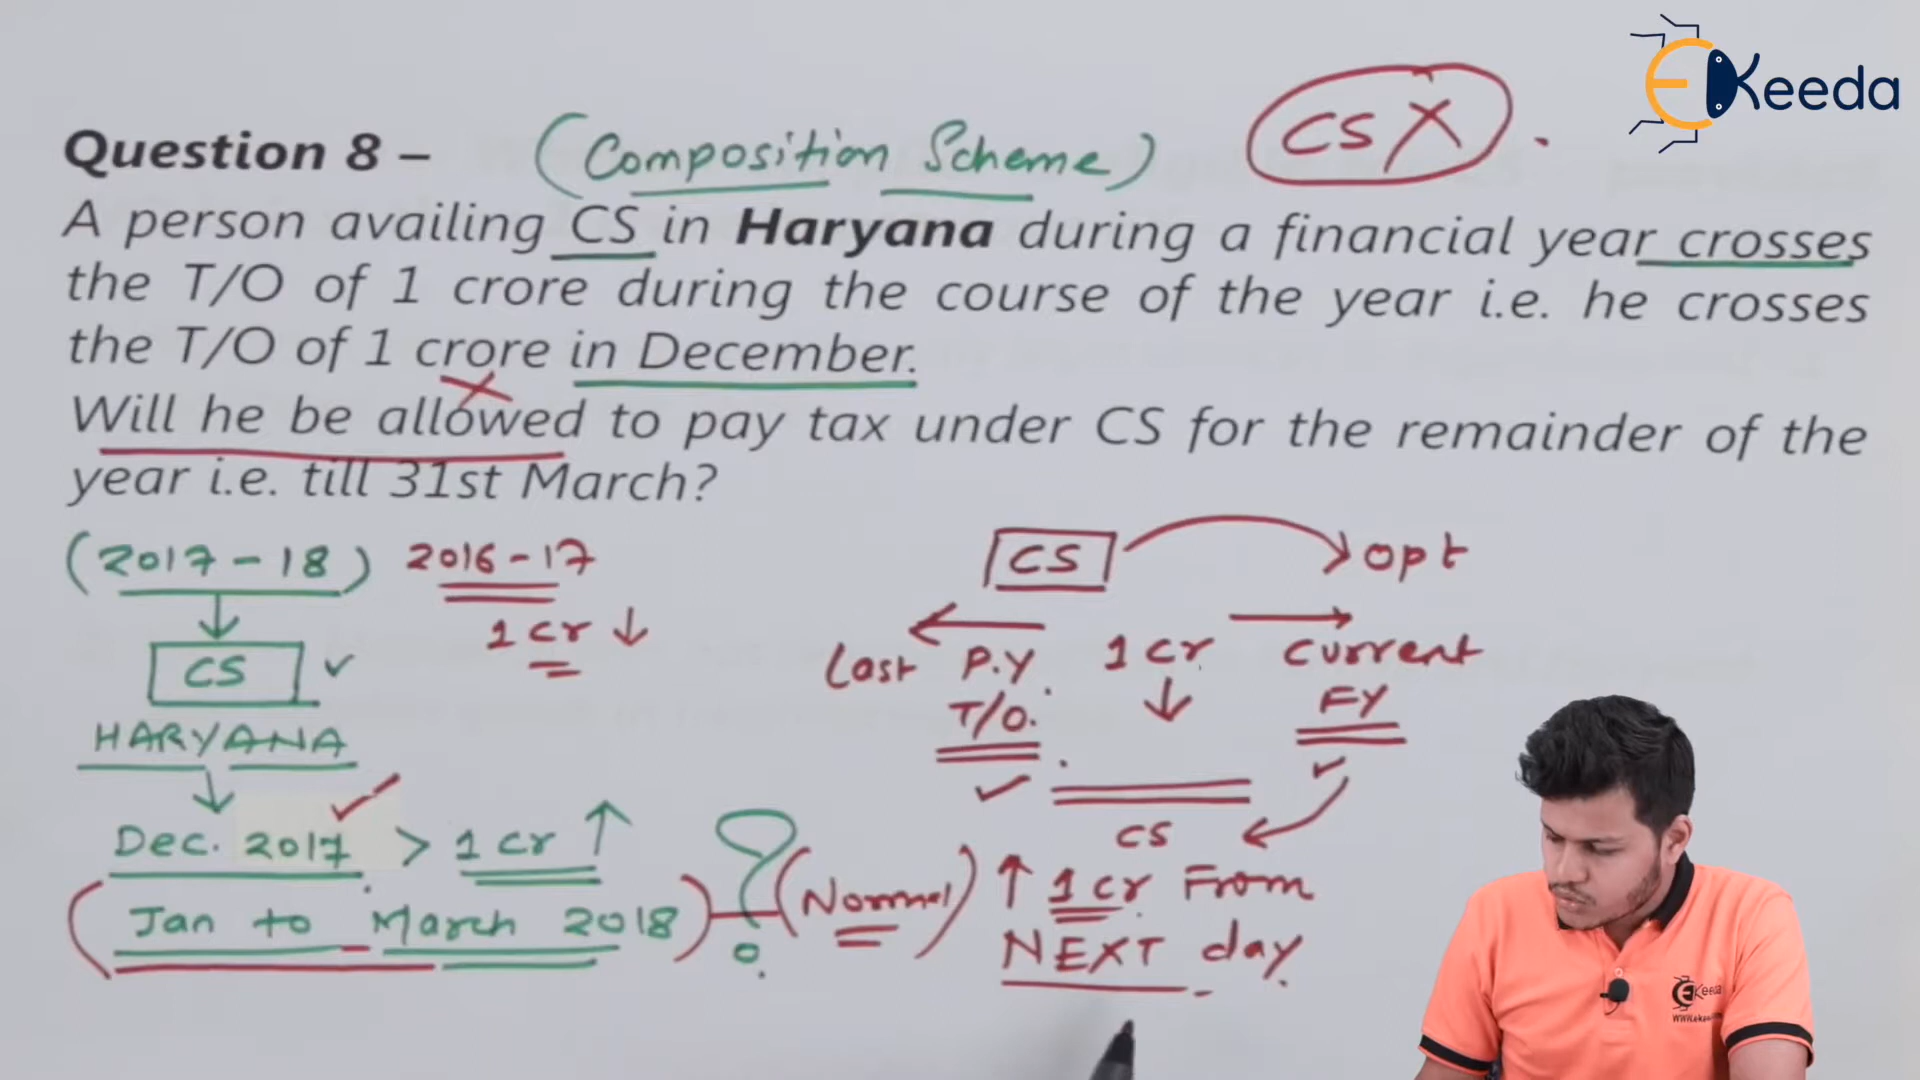 EKeeda
Question 8 – (Composition Scheme) CS X.
A person availing CS in Haryana during a financial year crosses
the T/O of 1 crore during the course of the year i.e. he crosses
the T/O of 1 crore in December.
Will he be allowed to pay tax under CS for the remainder of the
year i.e. till 31st March?
(2017-18) 2016-17
1 cr ↓
CS ✓
HARYANA
Dec. 2017 > 1 cr ↑
(Jan to March 2018) — ? (Normal)
CS → opt
Last P.Y. 1 cr Current
T/O. ↓ FY
✓ ✓
CS
↑ 1 cr From
NEXT day.
EKeeda